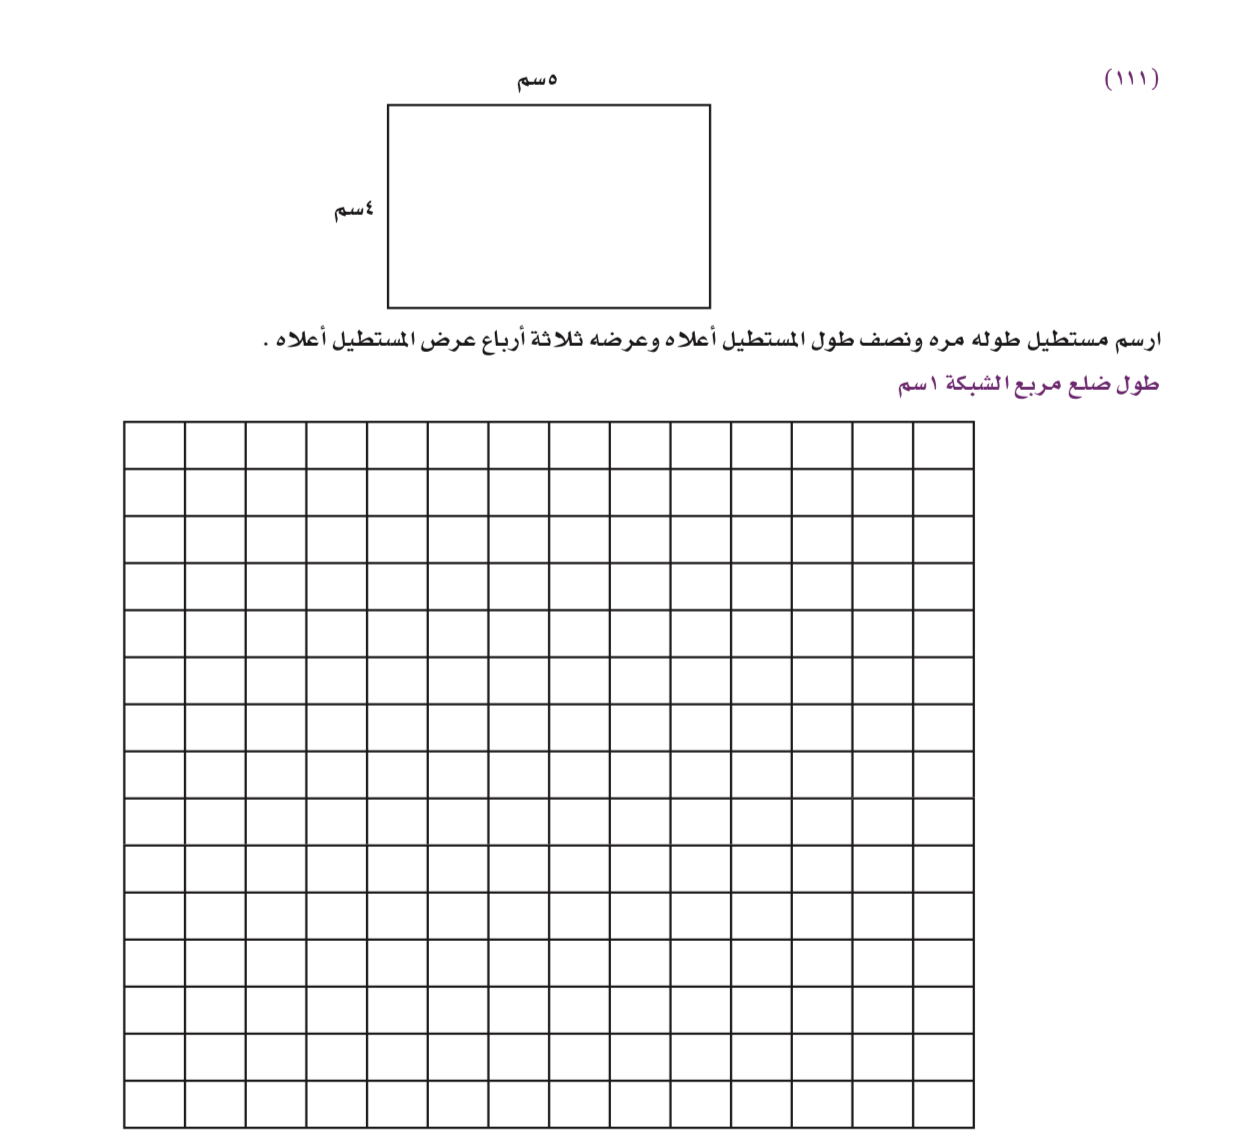 (١١١)
٥سم
٤سم
ارسم مستطيل طوله مره ونصف طول المستطيل أعلاه وعرضه ثلاثة أرباع عرض المستطيل أعلاه .
طول ضلع مربع الشبكة ١سم